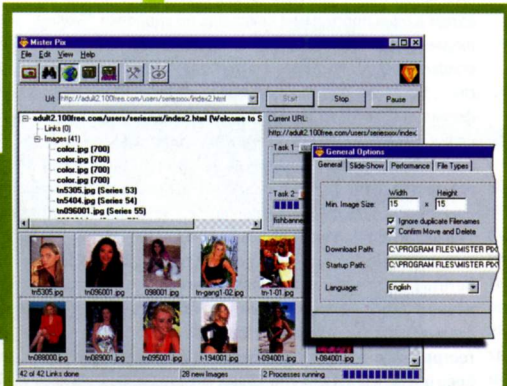 Mister Pix
File Edit View Help
Url: http://adult2.100free.com/users/seriesxxx/index2.html
Start Stop Pause
adult2.100free.com/users/seriesxxx/index2.html [Welcome to S
Links (0)
Images (41)
color.jpg (700)
color.jpg (700)
color.jpg (700)
color.jpg (700)
tn5305.jpg (Series 53)
tn5404.jpg (Series 54)
tn096001.jpg (Series 55)
Current URL:
http://adult2.100free.com/users/seriesxxx/index
Task 1
Task 2
fishbanne
General Options
General Slide-Show Performance File Types
Width Height
Min. Image Size: 15 x 15
Ignore duplicate Filenames
Confirm Move and Delete
Download Path: C:\PROGRAM FILES\MISTER PIX
Startup Path: C:\PROGRAM FILES\MISTER PIX
Language: English
tn5305.jpg tn096001.jpg 098001.jpg tn-gang1-02.jpg tn-1-01.jpg
tn088000.jpg tn089001.jpg tn095001.jpg t-194001.jpg t-094001.jpg t-084001.jpg
42 of 42 Links done 28 new Images 2 Processes running